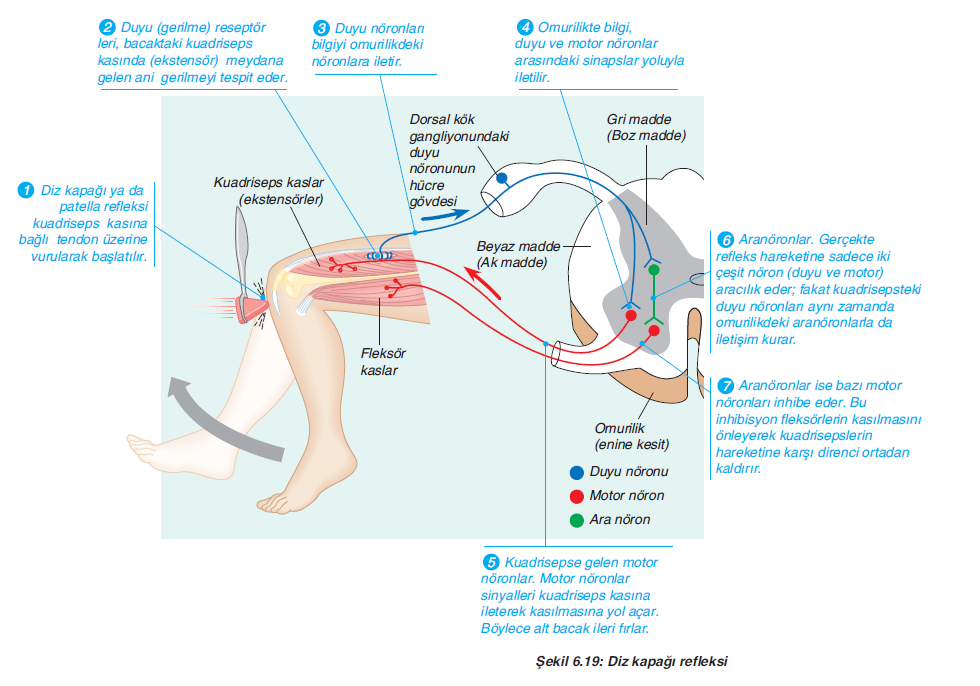 2 Duyu (gerilme) reseptör
leri, bacaktaki kuadriseps
kasında (ekstensör) meydana
gelen ani gerilmeyi tespit eder.
3 Duyu nöronları
bilgiyi omurilikdeki
nöronlara iletir.
4 Omurilikte bilgi,
duyu ve motor nöronlar
arasındaki sinapslar yoluyla
iletilir.
1 Diz kapağı ya da
patella refleksi
kuadriseps kasına
bağlı tendon üzerine
vurularak başlatılır.
Kuadriseps kaslar
(ekstensörler)
Dorsal kök
gangliyonundaki
duyu
nöronunun
hücre
gövdesi
Gri madde
(Boz madde)
Beyaz madde
(Ak madde)
Fleksör
kaslar
6 Aranöronlar. Gerçekte
refleks hareketine sadece iki
çeşit nöron (duyu ve motor)
aracılık eder; fakat kuadrisepsteki
duyu nöronları aynı zamanda
omurilikdeki aranöronlarla da
iletişim kurar.
7 Aranöronlar ise bazı motor
nöronları inhibe eder. Bu
inhibisyon fleksörlerin kasılmasını
önleyerek kuadrisepslerin
hareketine karşı direnci ortadan
kaldırır.
Omurilik
(enine kesit)
Duyu nöronu
Motor nöron
Ara nöron
5 Kuadrisepse gelen motor
nöronlar. Motor nöronlar
sinyalleri kuadriseps kasına
ileterek kasılmasına yol açar.
Böylece alt bacak ileri fırlar.
Şekil 6.19: Diz kapağı refleksi